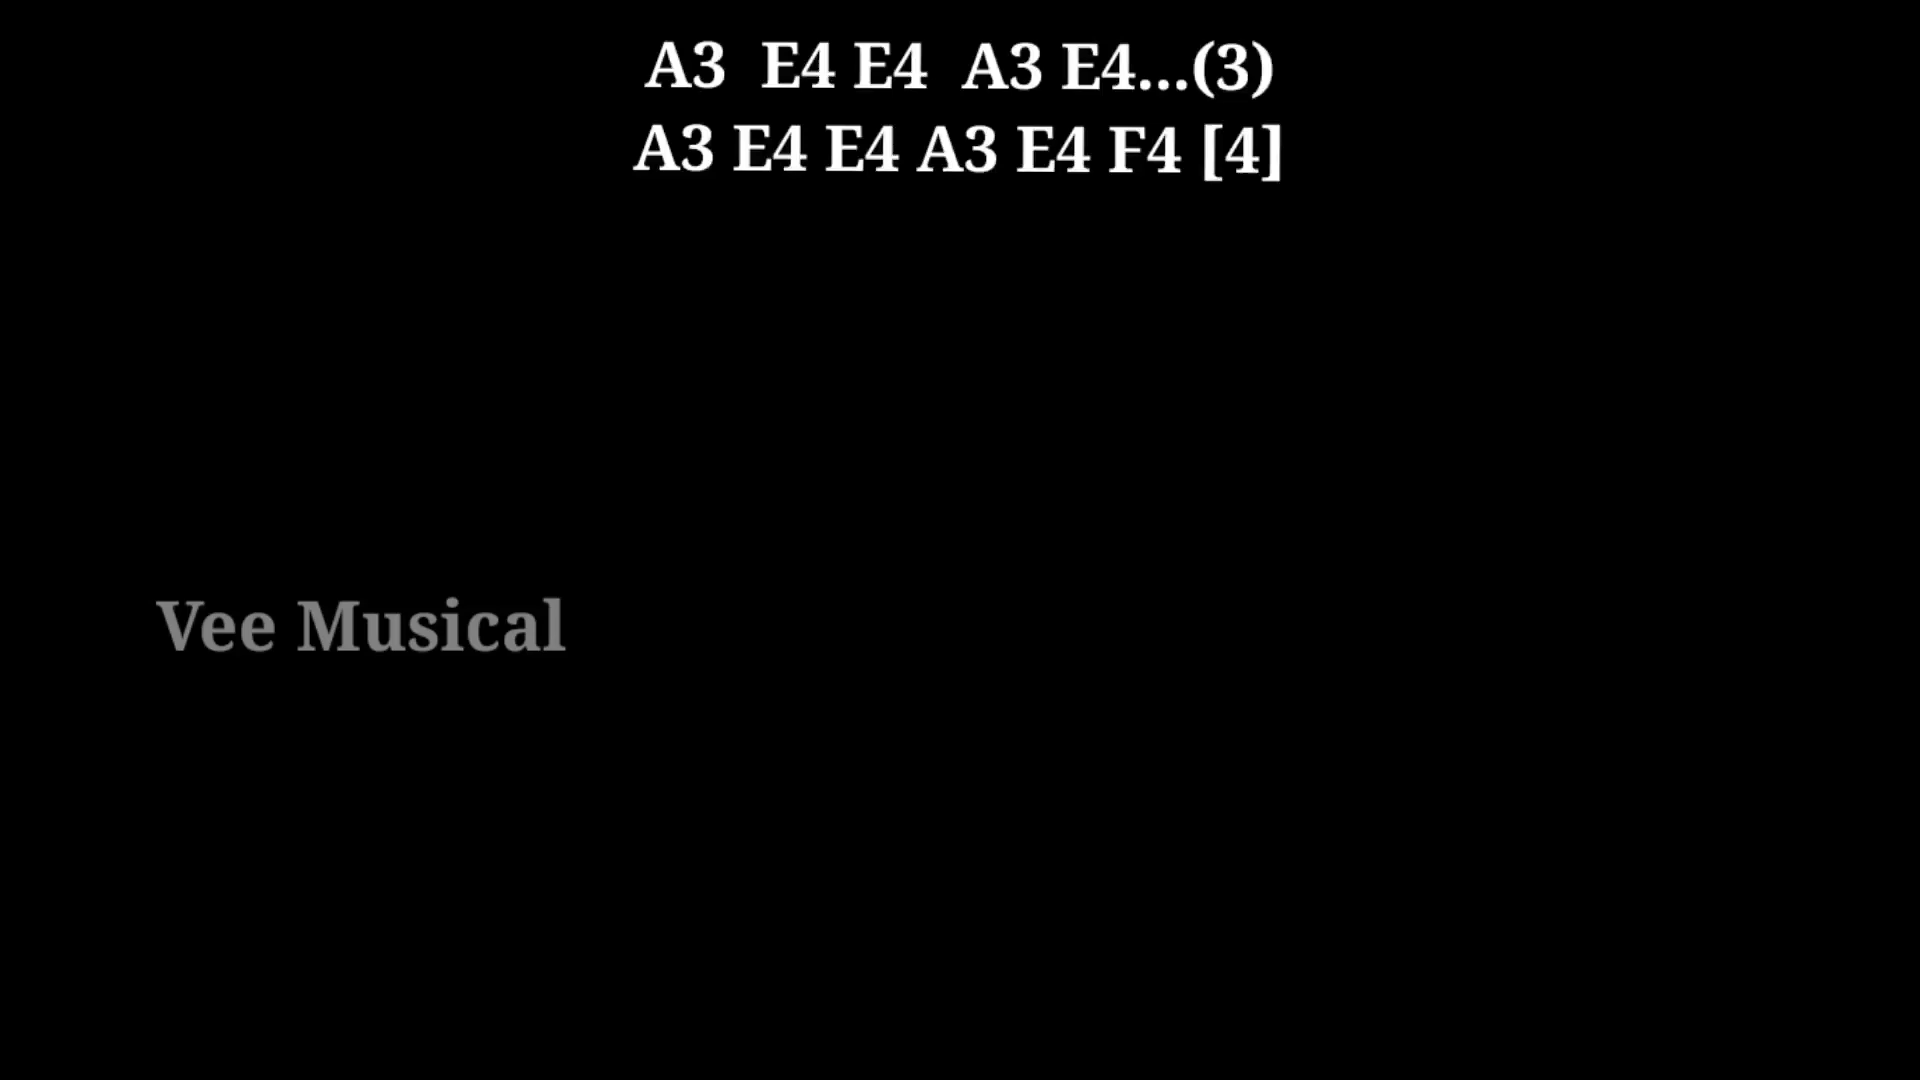 A3 E4 E4 A3 E4...(3)
A3 E4 E4 A3 E4 F4 [4]
Vee Musical